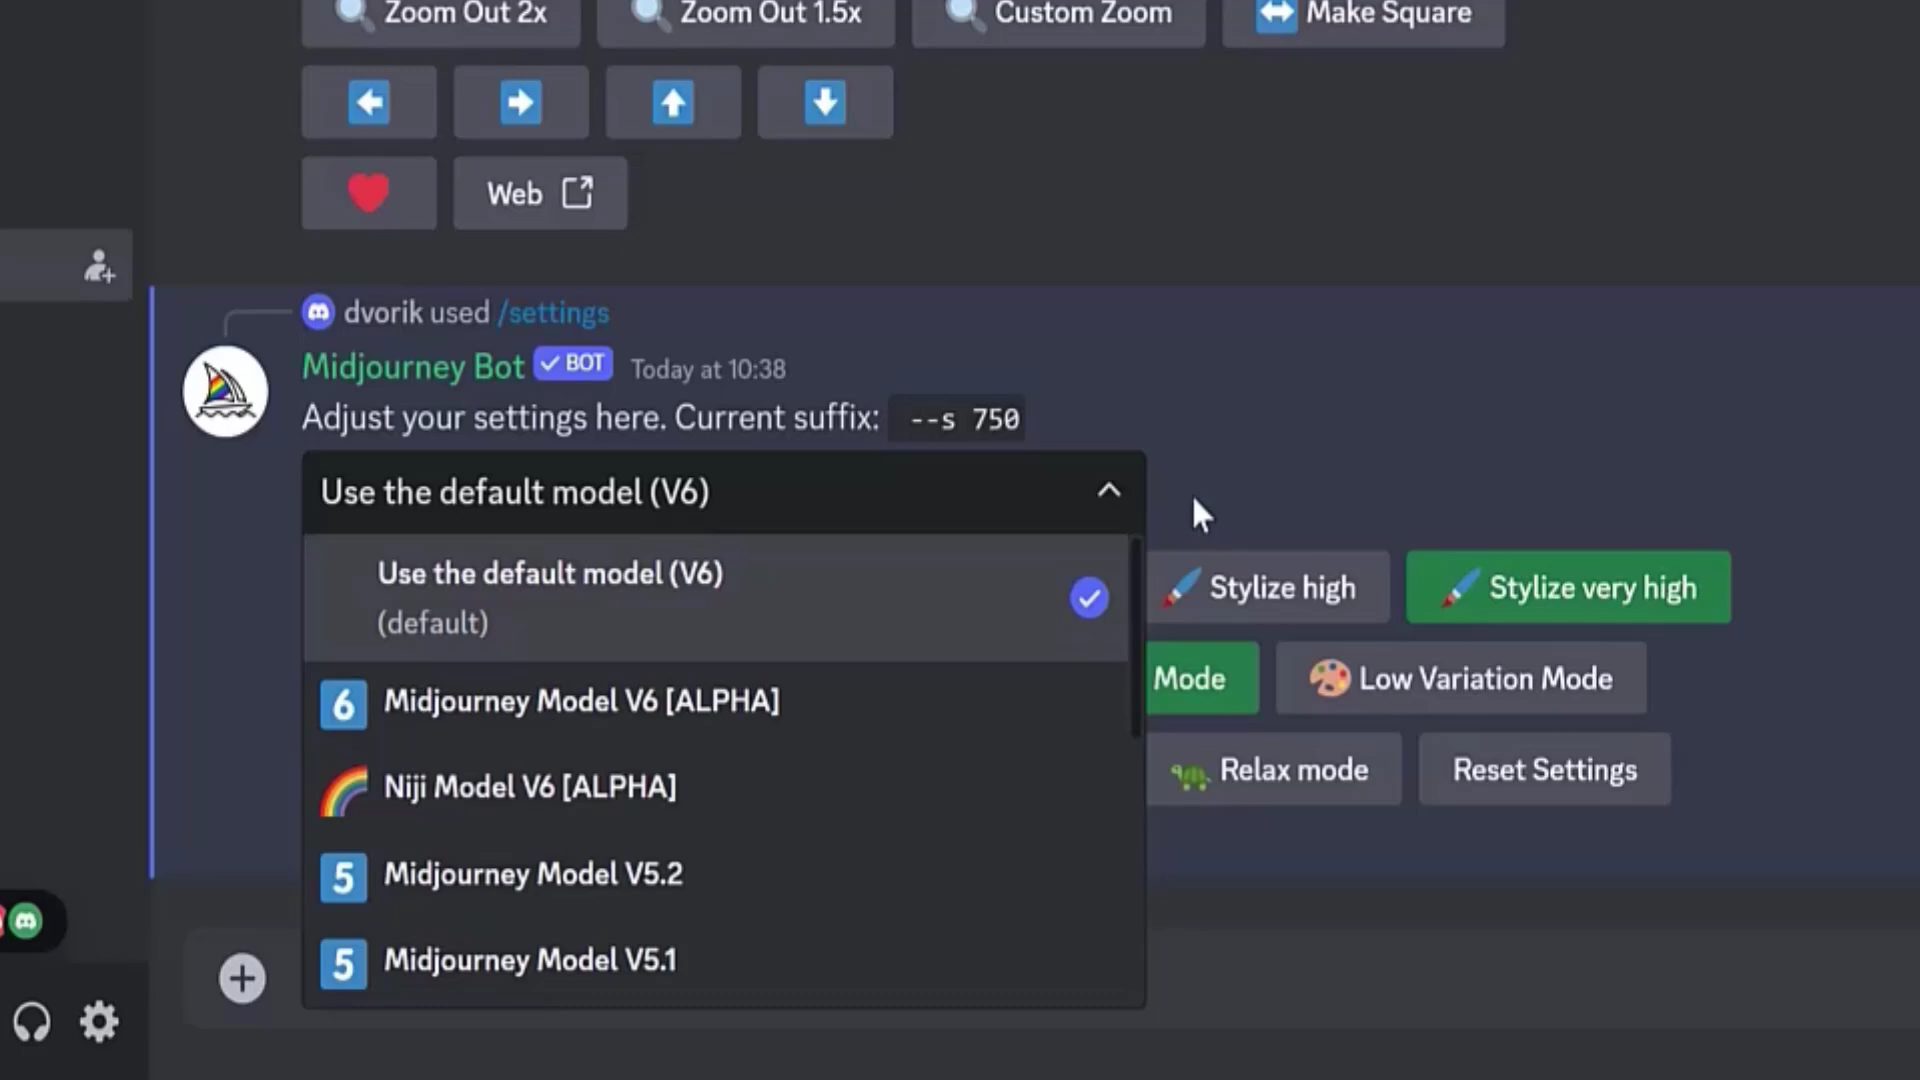 Zoom Out 2x Zoom Out 1.5x Custom Zoom Make Square
Web
dvorik used /settings
Midjourney Bot BOT Today at 10:38
Adjust your settings here. Current suffix: --s 750
Use the default model (V6)
Use the default model (V6)
(default)
Stylize high Stylize very high
6 Midjourney Model V6 [ALPHA]
Mode Low Variation Mode
Niji Model V6 [ALPHA]
Relax mode Reset Settings
5 Midjourney Model V5.2
5 Midjourney Model V5.1